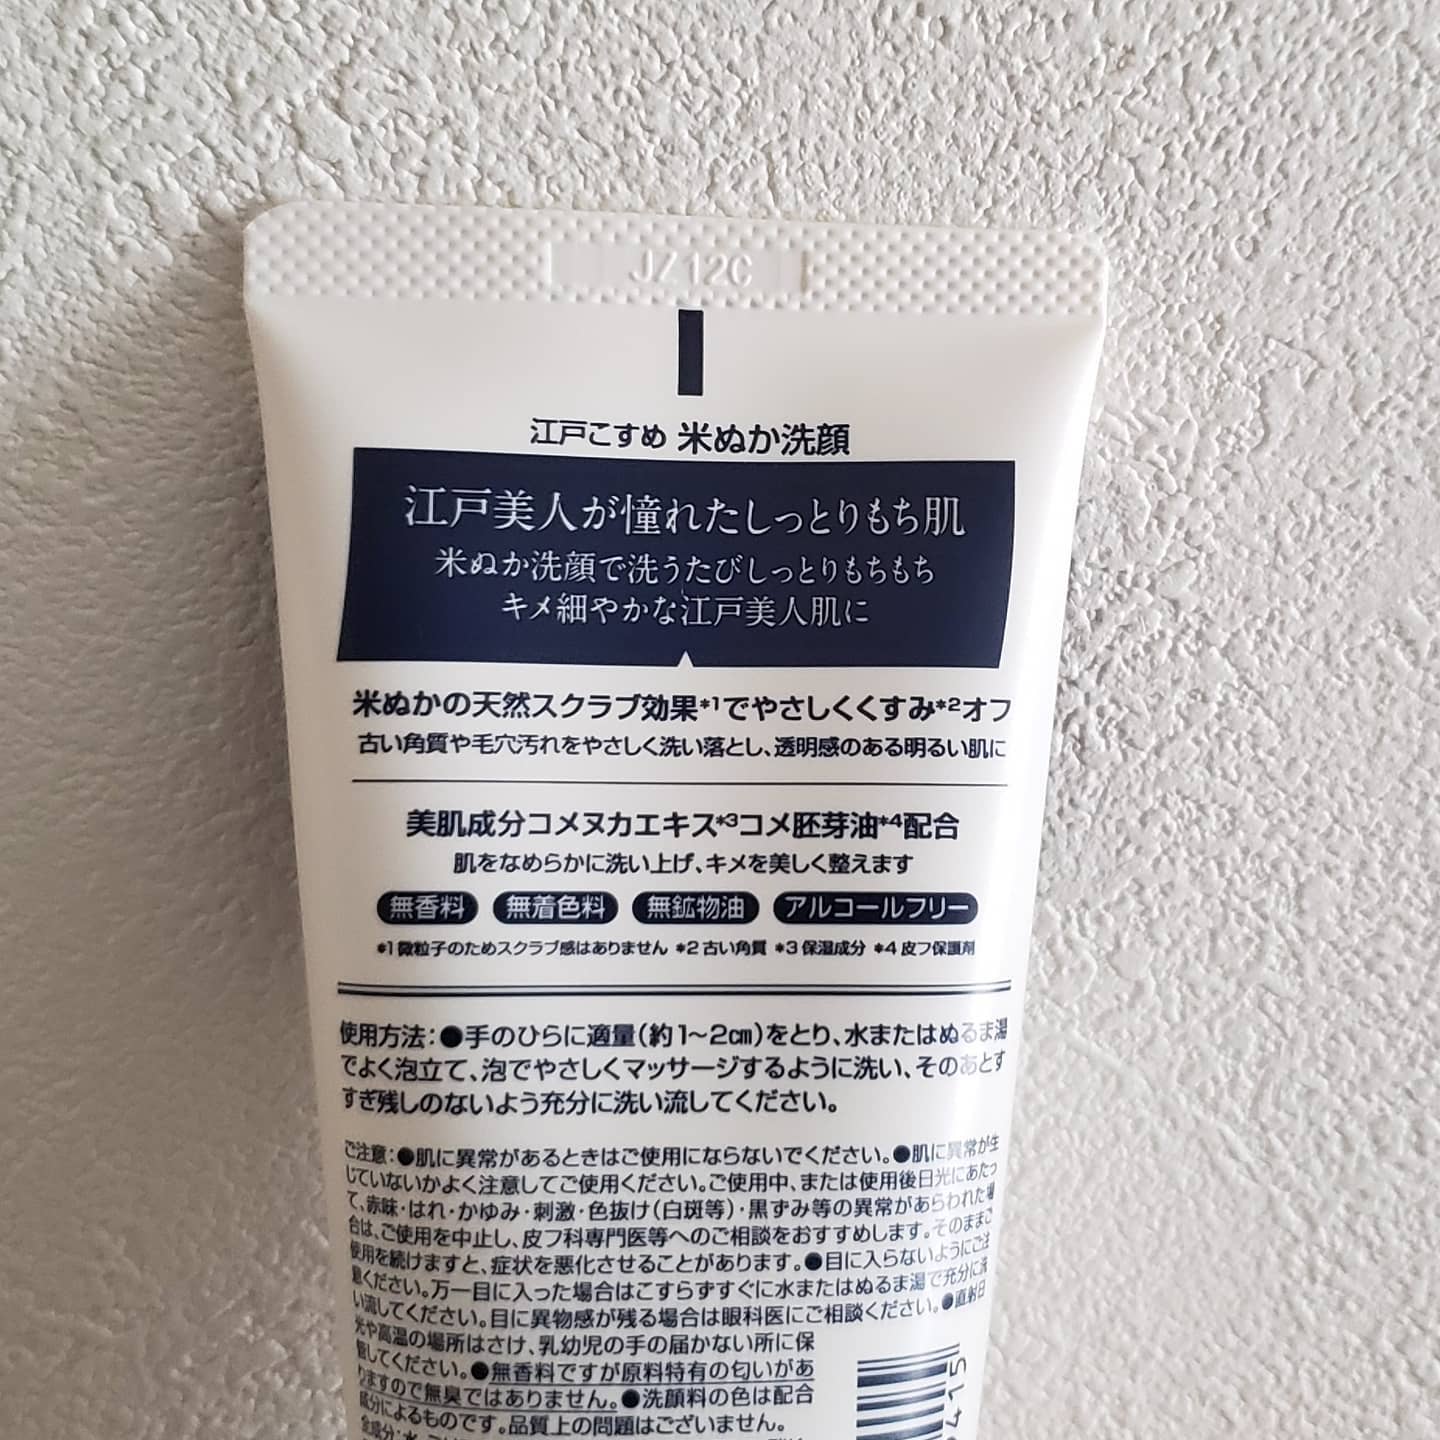 JZ12C
江戸こすめ 米ぬか洗顔
江戸美人が憧れたしっとりもち肌
米ぬか洗顔で洗うたびしっとりもちもち
キメ細やかな江戸美人肌に
米ぬかの天然スクラブ効果*1でやさしくくすみ*2オフ
古い角質や毛穴汚れをやさしく洗い落とし、透明感のある明るい肌に
美肌成分コメヌカエキス*3コメ胚芽油*4配合
肌をなめらかに洗い上げ、キメを美しく整えます
無香料 無着色料 無鉱物油 アルコールフリー
*1 微粒子のためスクラブ感はありません *2 古い角質 *3 保湿成分 *4 皮フ保護剤
使用方法:●手のひらに適量(約1〜2cm)をとり、水またはぬるま湯
でよく泡立て、泡でやさしくマッサージするように洗い、そのあとす
すぎ残しのないよう充分に洗い流してください。
ご注意:●肌に異常があるときはご使用にならないでください。●肌に異常が生
じていないかよく注意してご使用ください。ご使用中、または使用後日光にあたっ
て、赤味・はれ・かゆみ・刺激・色抜け(白斑等)・黒ずみ等の異常があらわれた場
合は、ご使用を中止し、皮フ科専門医等へのご相談をおすすめします。そのままご
使用を続けますと、症状を悪化させることがあります。●目に入らないようにご注
意ください。万一目に入った場合はこすらずすぐに水またはぬるま湯で充分に洗
い流してください。目に異物感が残る場合は眼科医にご相談ください。●直射日
光や高温の場所はさけ、乳幼児の手の届かない所に保
管してください。●無香料ですが原料特有の匂いがあ
りますので無臭ではありません。●洗顔料の色は配合
成分によるものです。品質上の問題はございません。
全成分:水、